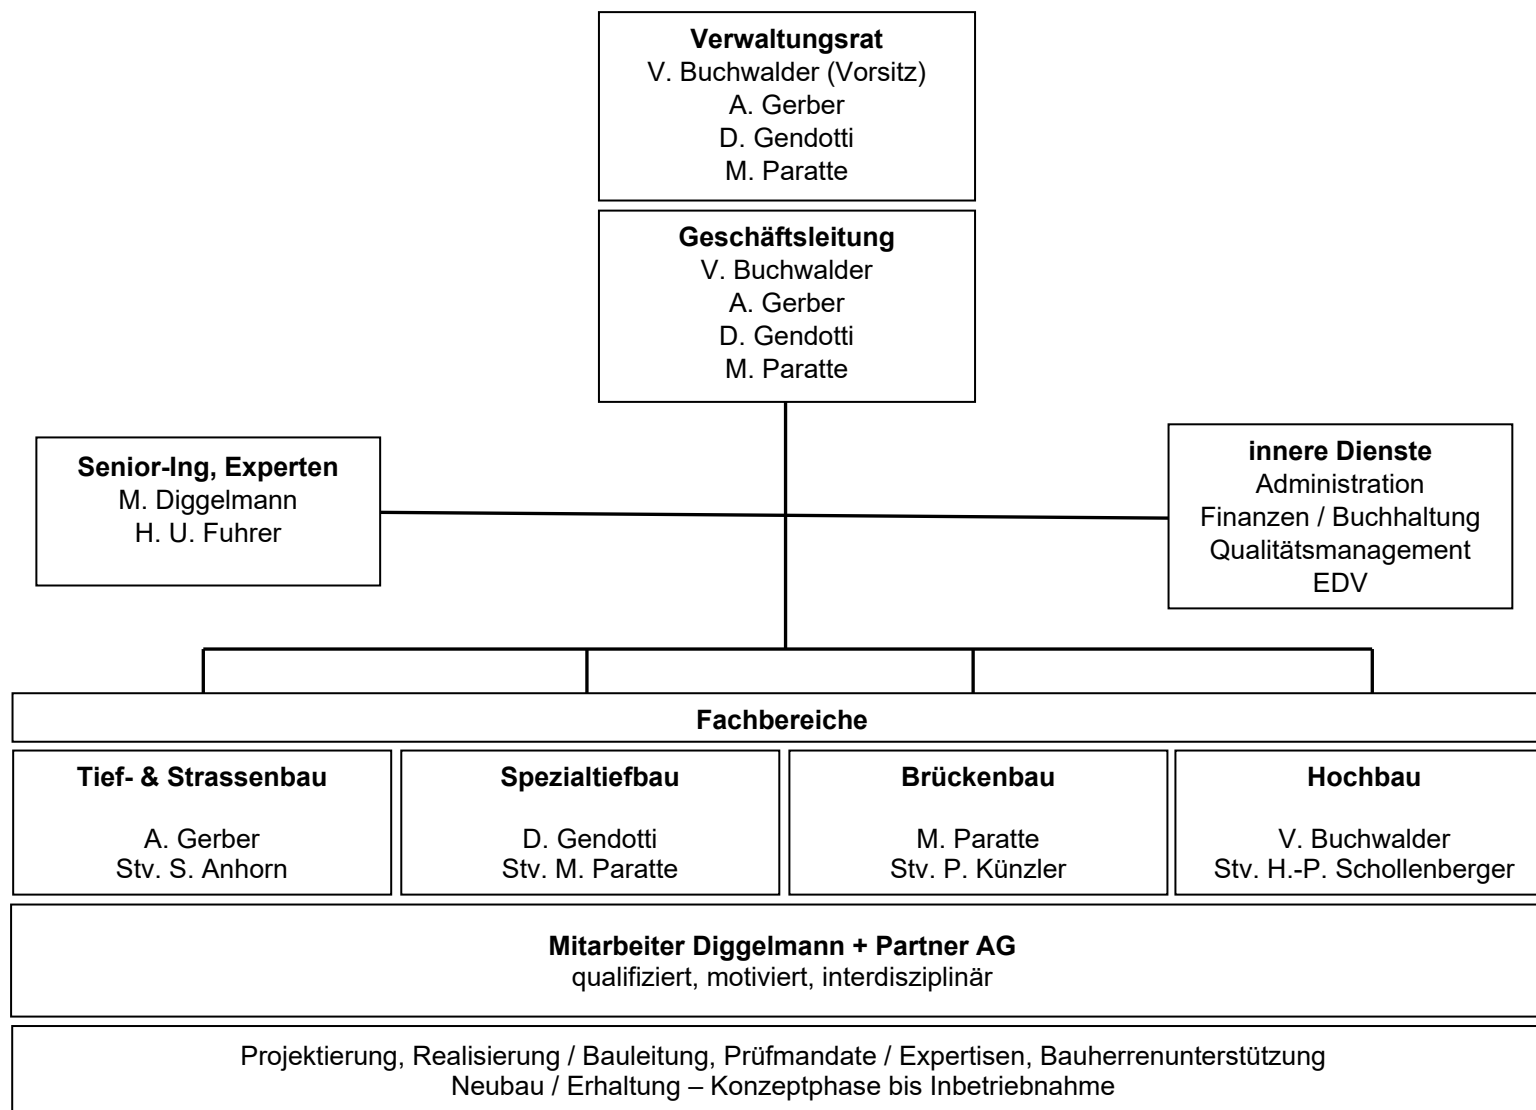 Verwaltungsrat
V. Buchwalder (Vorsitz)
A. Gerber
D. Gendotti
M. Paratte
Geschäftsleitung
V. Buchwalder
A. Gerber
D. Gendotti
M. Paratte
Senior-Ing, Experten
M. Diggelmann
H. U. Fuhrer
innere Dienste
Administration
Finanzen / Buchhaltung
Qualitätsmanagement
EDV
Fachbereiche
Tief- & Strassenbau
A. Gerber
Stv. S. Anhorn
Spezialtiefbau
D. Gendotti
Stv. M. Paratte
Brückenbau
M. Paratte
Stv. P. Künzler
Hochbau
V. Buchwalder
Stv. H.-P. Schollenberger
Mitarbeiter Diggelmann + Partner AG
qualifiziert, motiviert, interdisziplinär
Projektierung, Realisierung / Bauleitung, Prüfmandate / Expertisen, Bauherrenunterstützung
Neubau / Erhaltung – Konzeptphase bis Inbetriebnahme